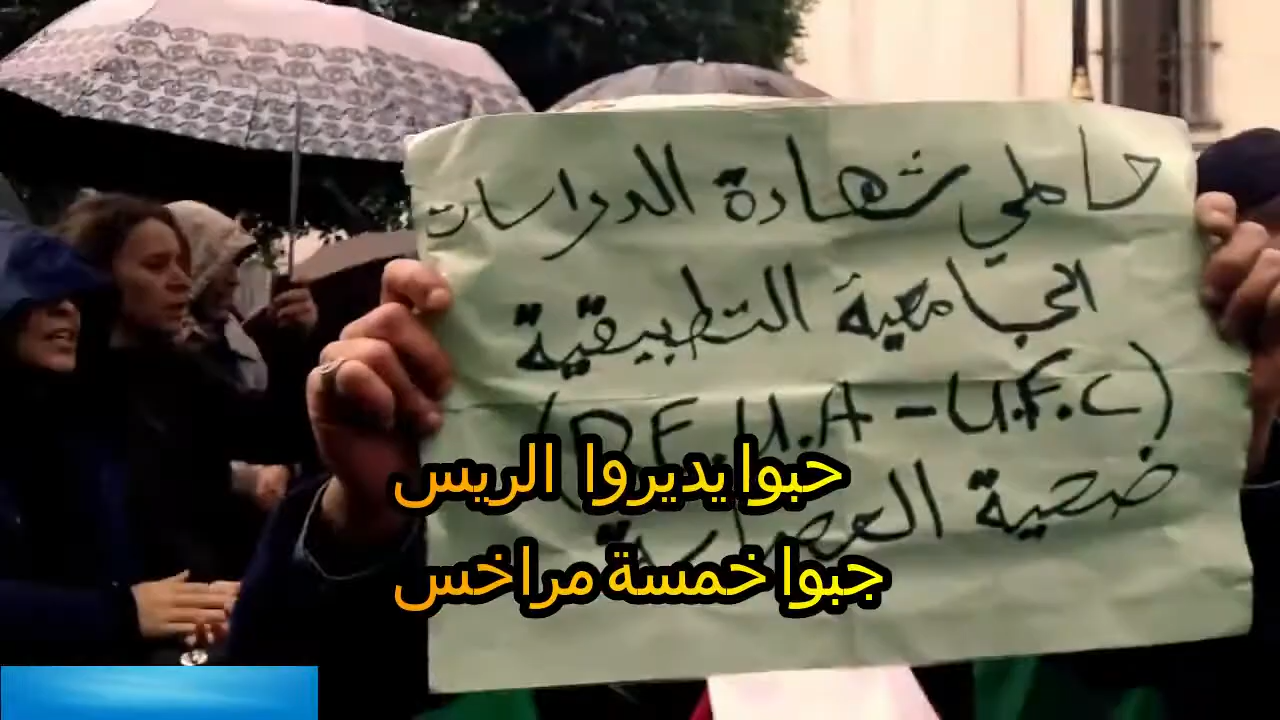 حاملي شهادة الدراسات
الجامعية التطبيقية
(D.E.U.A - U.F.C)
ضحية العصابة
حبوا يديروا الريس
جبوا خمسة مراخس